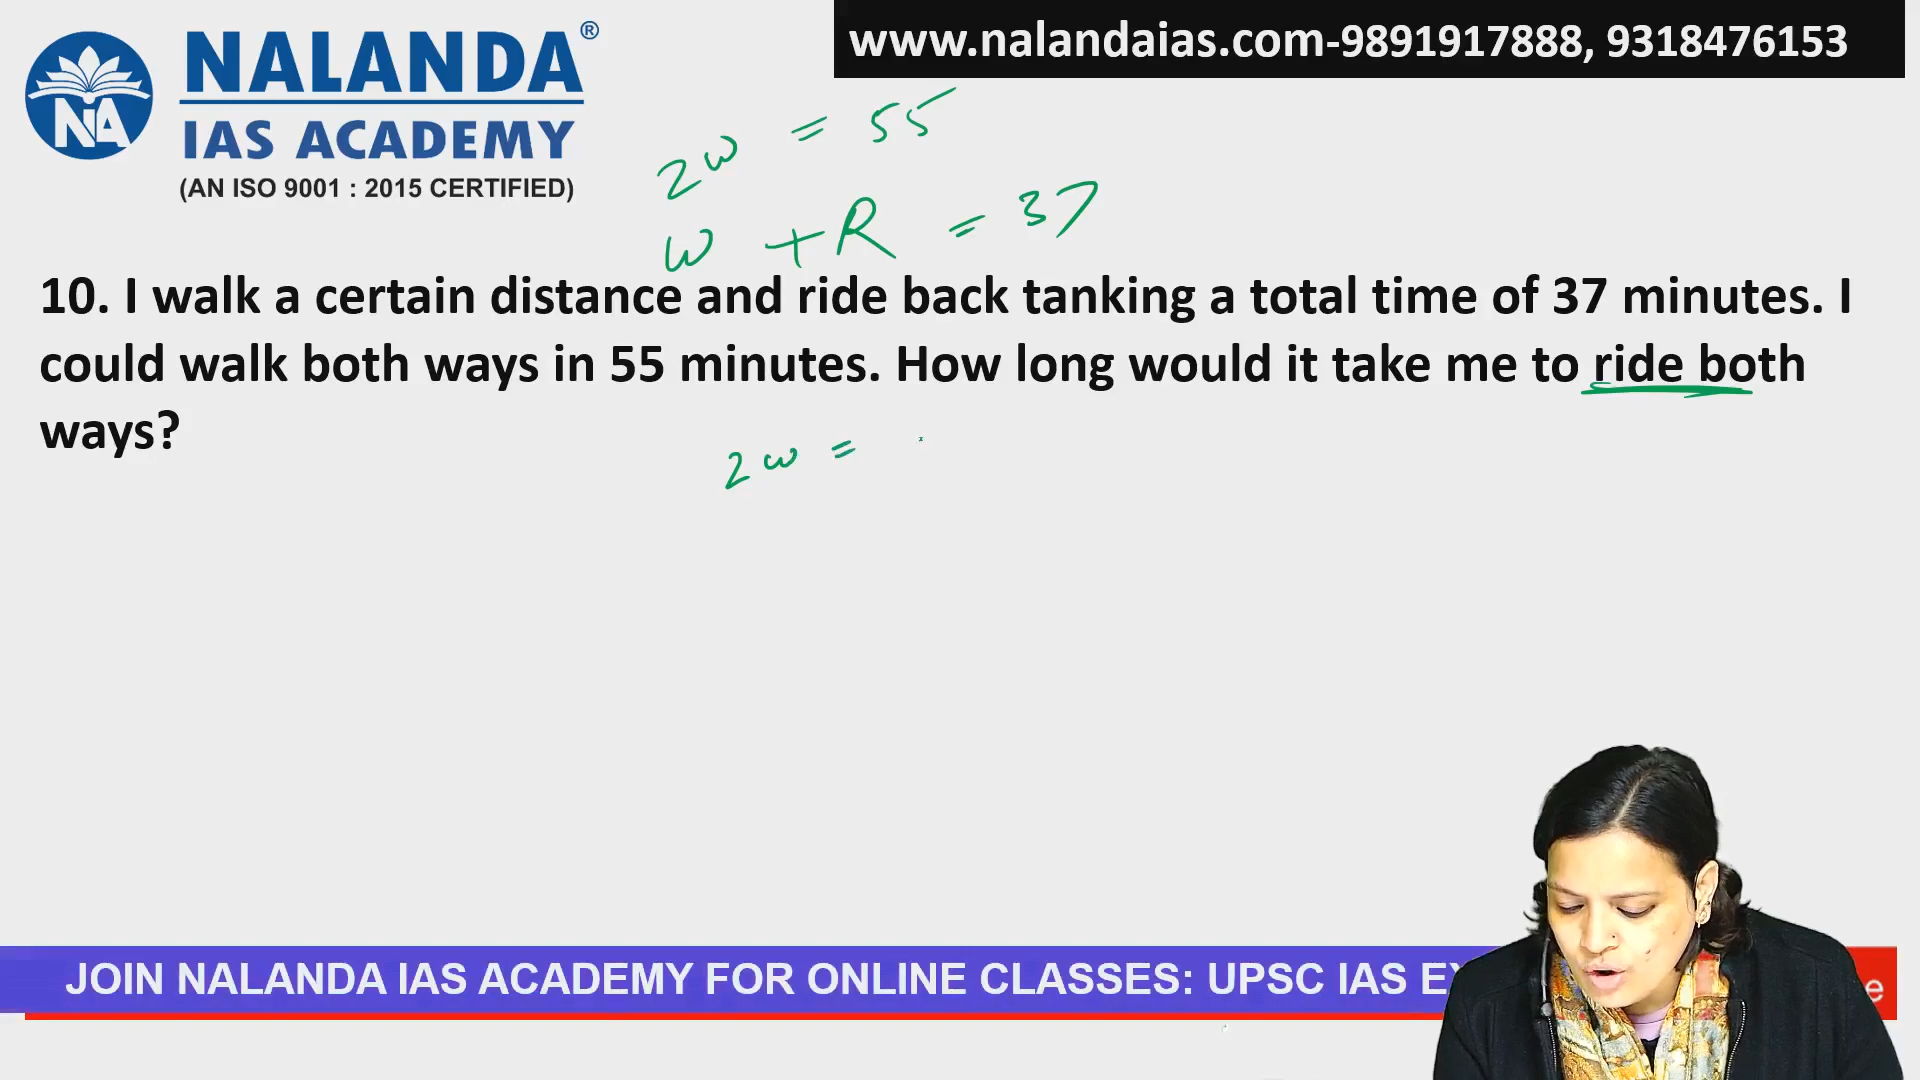 NALANDA®
IAS ACADEMY
(AN ISO 9001 : 2015 CERTIFIED)
NA
www.nalandaias.com-9891917888, 9318476153
2w = 55
w + R = 37
10. I walk a certain distance and ride back tanking a total time of 37 minutes. I
could walk both ways in 55 minutes. How long would it take me to ride both
ways?
2w =
JOIN NALANDA IAS ACADEMY FOR ONLINE CLASSES: UPSC IAS